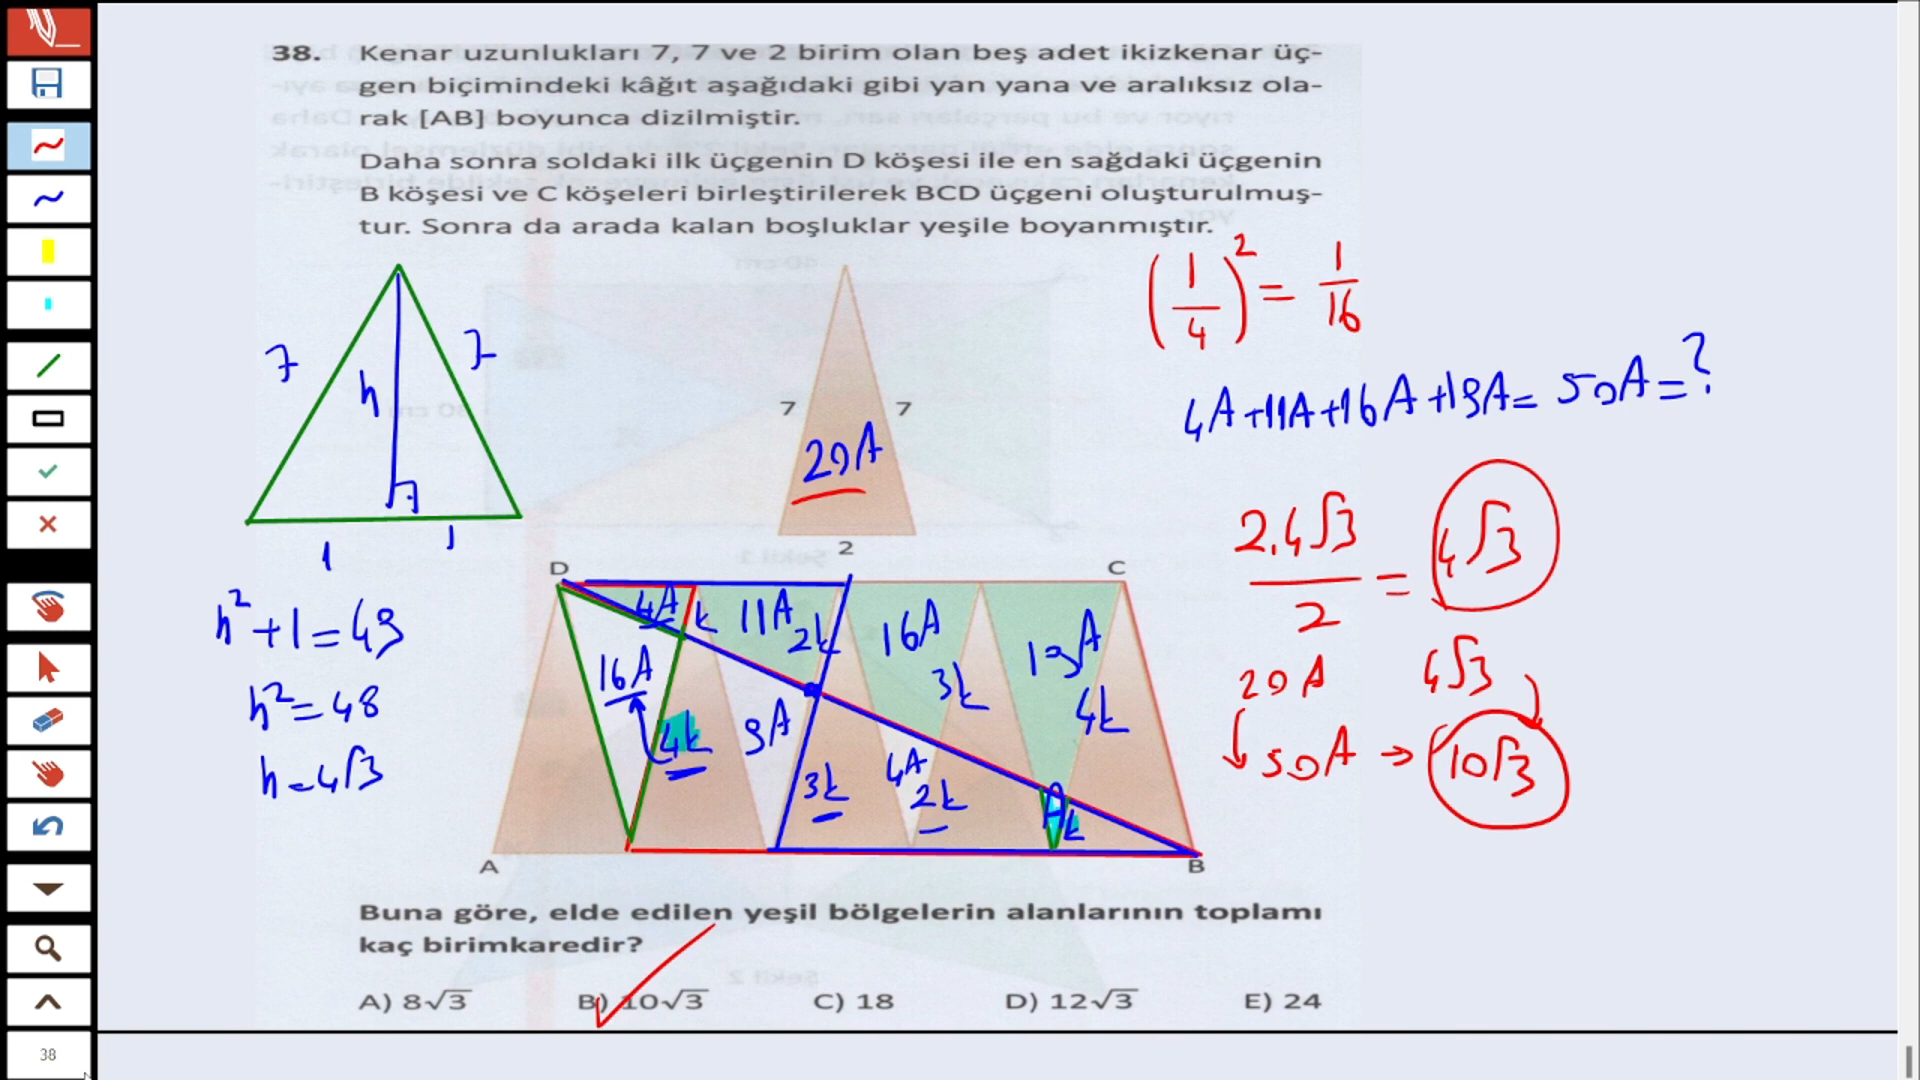 38. Kenar uzunlukları 7, 7 ve 2 birim olan beş adet ikizkenar üç-
gen biçimindeki kâğıt aşağıdaki gibi yan yana ve aralıksız ola-
rak [AB] boyunca dizilmiştir.
Daha sonra soldaki ilk üçgenin D köşesi ile en sağdaki üçgenin
B köşesi ve C köşeleri birleştirilerek BCD üçgeni oluşturulmuş-
tur. Sonra da arada kalan boşluklar yeşile boyanmıştır.
(1/4)² = 1/16
7 h 7
1 1
7 7
20A
2
4A+11A+16A+19A= 50A=?
2.4√3/2 = 4√3
20A 4√3
50A → 10√3
h²+1=49
h²=48
h=4√3
D C
4A k 11A 2k 16A 3k 19A 4k
16A 4k 9A 3k 4A 2k A k
A B
Buna göre, elde edilen yeşil bölgelerin alanlarının toplamı
kaç birimkaredir?
A) 8√3 B) 10√3 C) 18 D) 12√3 E) 24
38